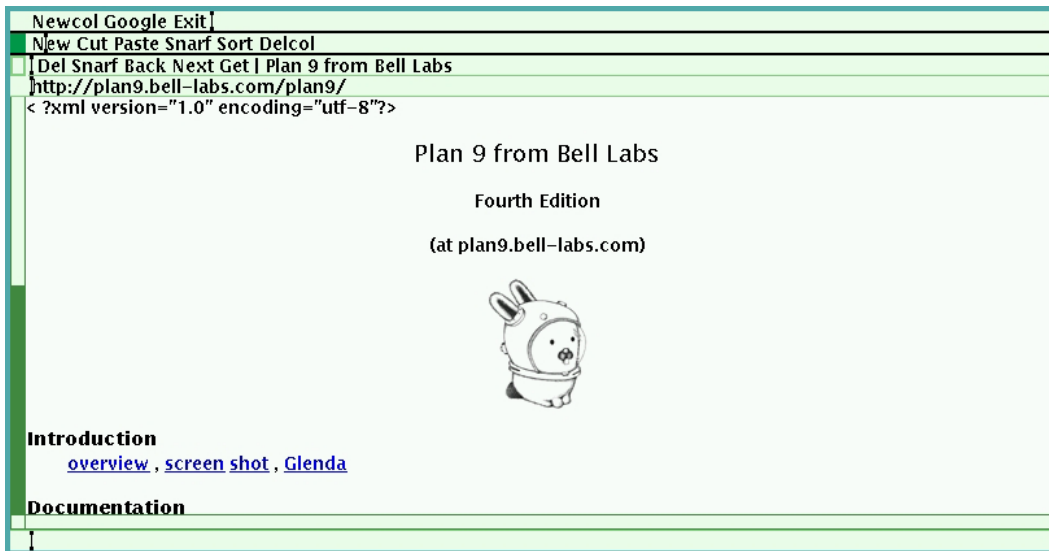 Newcol Google Exit
New Cut Paste Snarf Sort Delcol
Del Snarf Back Next Get | Plan 9 from Bell Labs
http://plan9.bell-labs.com/plan9/
< ?xml version="1.0" encoding="utf-8"?>
Plan 9 from Bell Labs
Fourth Edition
(at plan9.bell-labs.com)
Introduction
overview , screen shot , Glenda
Documentation